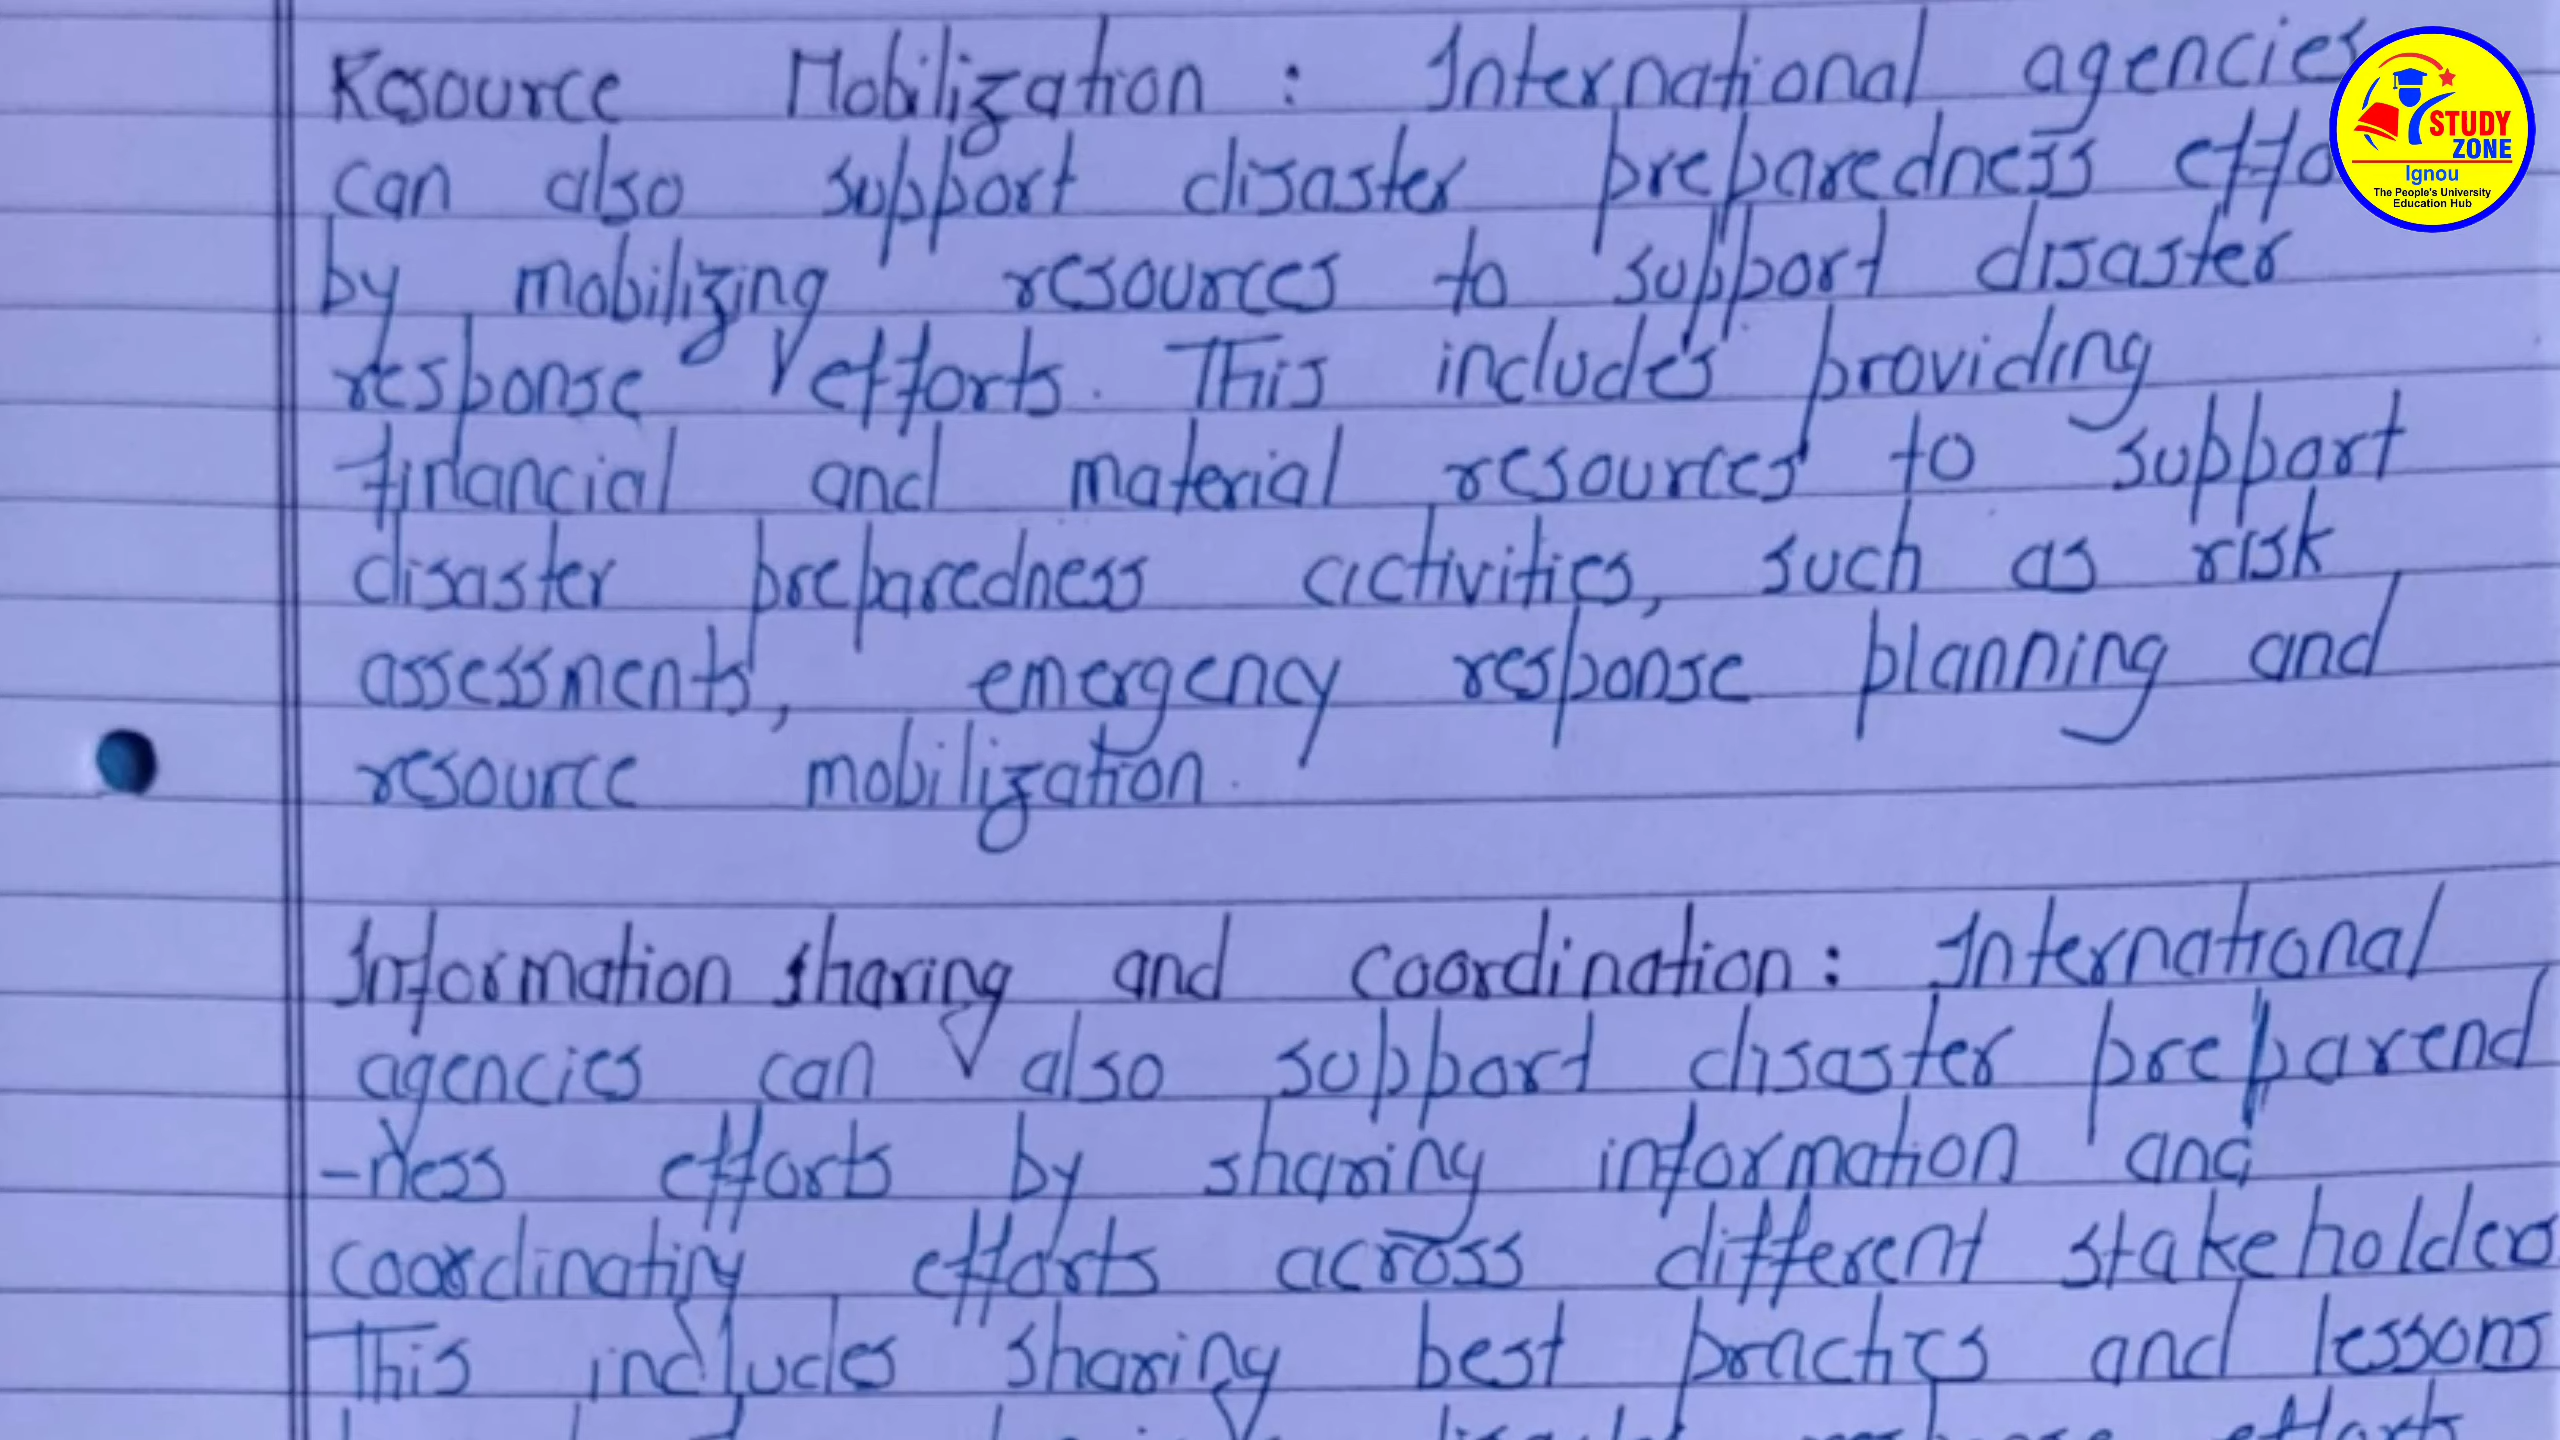 Resource Mobilization : International agencies
can also support disaster preparedness effo
by mobilizing resources to support disaster
response efforts. This includes providing
financial and material resources to support
disaster preparedness activities, such as risk
assessments, emergency response planning and
resource mobilization.
Information sharing and coordination : International
agencies can also support disaster preparend
-ness efforts by sharing information and
coordinating efforts across different stakeholders
This includes sharing best practices and lessons
response efforts
STUDY
ZONE
Ignou
The People's University
Education Hub